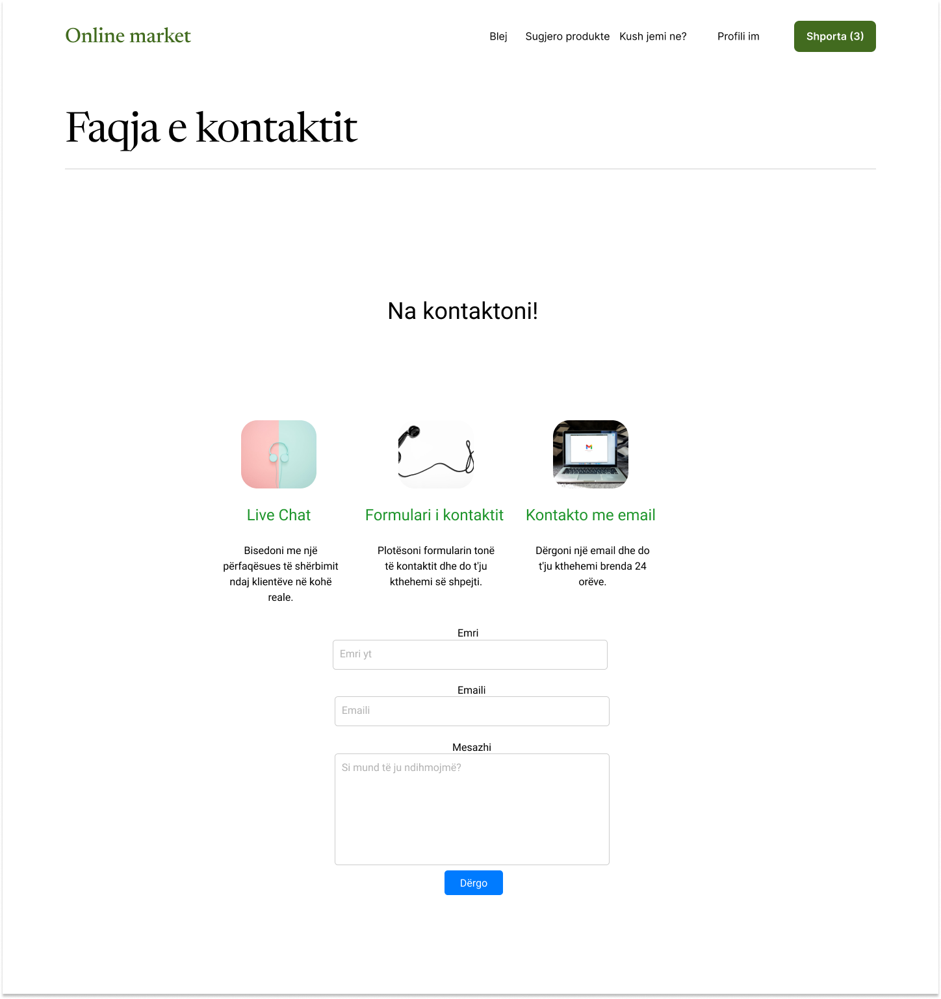 Online market
Blej
Sugjero produkte
Kush jemi ne?
Profili im
Shporta (3)
Faqja e kontaktit
Na kontaktoni!
Live Chat
Bisedoni me një
përfaqësues të shërbimit
ndaj klientëve në kohë
reale.
Formulari i kontaktit
Plotësoni formularin tonë
të kontaktit dhe do t'ju
kthehemi së shpejti.
Kontakto me email
Dërgoni një email dhe do
t'ju kthehemi brenda 24
orëve.
Emri
Emri yt
Emaili
Emaili
Mesazhi
Si mund të ju ndihmojmë?
Dërgo